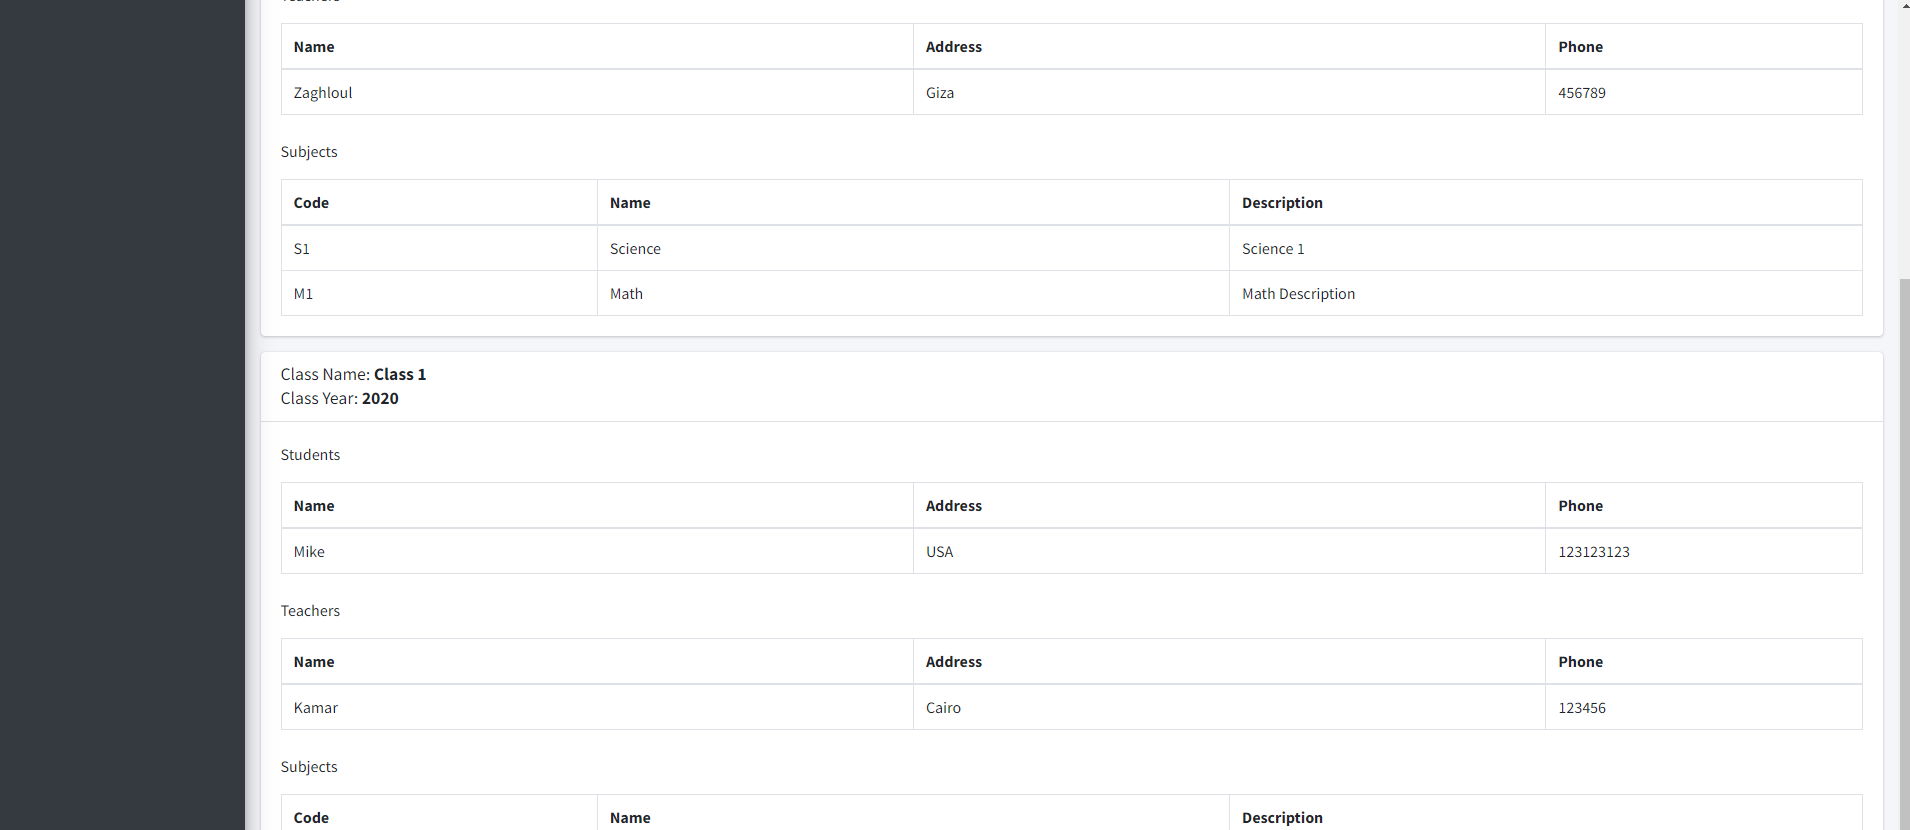 Name Address Phone
Zaghloul Giza 456789
Subjects
Code Name Description
S1 Science Science 1
M1 Math Math Description
Class Name: Class 1
Class Year: 2020
Students
Name Address Phone
Mike USA 123123123
Teachers
Name Address Phone
Kamar Cairo 123456
Subjects
Code Name Description